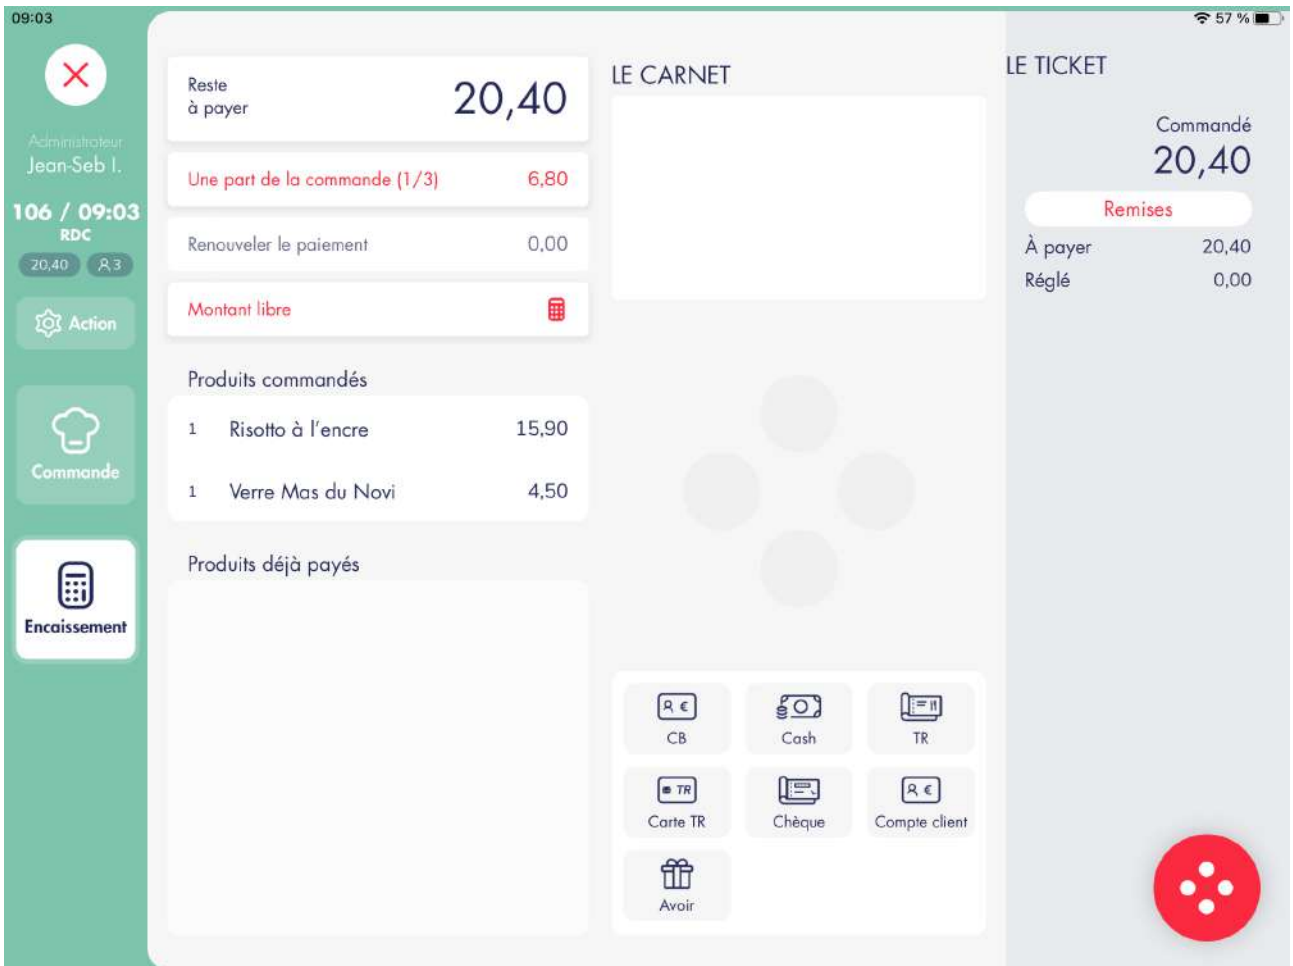 09:03
57 %
Administrateur
Jean-Seb I.
106 / 09:03
RDC
20,40 3
Action
Commande
Encaissement
Reste
à payer
20,40
Une part de la commande (1/3) 6,80
Renouveler le paiement 0,00
Montant libre
Produits commandés
1 Risotto à l'encre 15,90
1 Verre Mas du Novi 4,50
Produits déjà payés
LE CARNET
€
CB
Cash
TR
TR
Carte TR
Chèque
€
Compte client
Avoir
LE TICKET
Commandé
20,40
Remises
À payer 20,40
Réglé 0,00